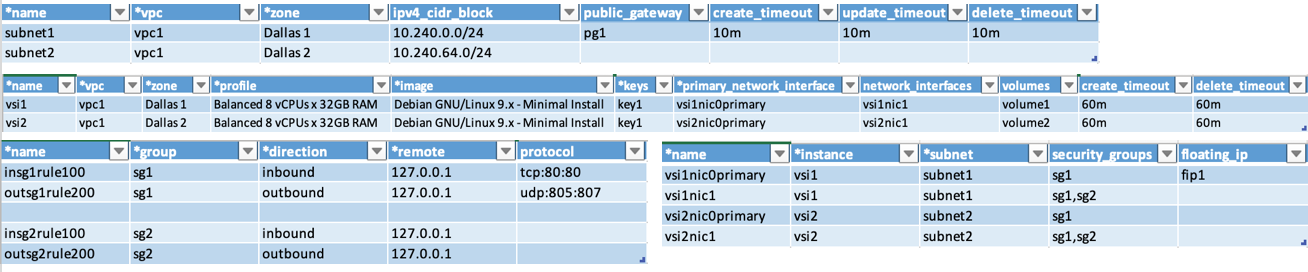 *name *vpc *zone ipv4_cidr_block public_gateway create_timeout update_timeout delete_timeout
subnet1 vpc1 Dallas 1 10.240.0.0/24 pg1 10m 10m 10m
subnet2 vpc1 Dallas 2 10.240.64.0/24
*name *vpc *zone *profile *image *keys *primary_network_interface network_interfaces volumes create_timeout delete_timeout
vsi1 vpc1 Dallas 1 Balanced 8 vCPUs x 32GB RAM Debian GNU/Linux 9.x - Minimal Install key1 vsi1nic0primary vsi1nic1 volume1 60m 60m
vsi2 vpc1 Dallas 2 Balanced 8 vCPUs x 32GB RAM Debian GNU/Linux 9.x - Minimal Install key1 vsi2nic0primary vsi2nic1 volume2 60m 60m
*name *group *direction *remote protocol
insg1rule100 sg1 inbound 127.0.0.1 tcp:80:80
outsg1rule200 sg1 outbound 127.0.0.1 udp:805:807
insg2rule100 sg2 inbound 127.0.0.1
outsg2rule200 sg2 outbound 127.0.0.1
*name *instance *subnet security_groups floating_ip
vsi1nic0primary vsi1 subnet1 sg1 fip1
vsi1nic1 vsi1 subnet1 sg1,sg2
vsi2nic0primary vsi2 subnet2 sg1
vsi2nic1 vsi2 subnet2 sg1,sg2